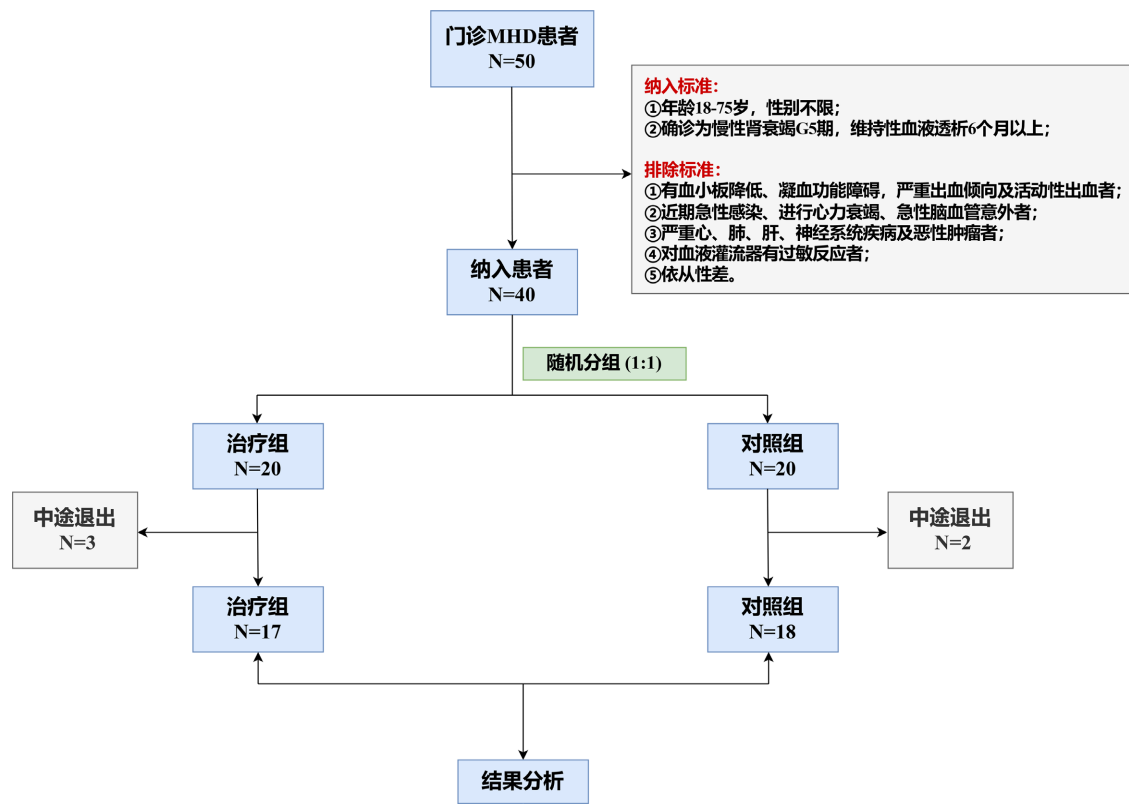 门诊MHD患者
N=50
纳入标准：
①年龄18-75岁，性别不限；
②确诊为慢性肾衰竭G5期，维持性血液透析6个月以上；
排除标准：
①有血小板降低、凝血功能障碍，严重出血倾向及活动性出血者；
②近期急性感染、进行心力衰竭、急性脑血管意外者；
③严重心、肺、肝、神经系统疾病及恶性肿瘤者；
④对血液灌流器有过敏反应者；
⑤依从性差。
纳入患者
N=40
随机分组 (1:1)
治疗组
N=20
对照组
N=20
中途退出
N=3
中途退出
N=2
治疗组
N=17
对照组
N=18
结果分析